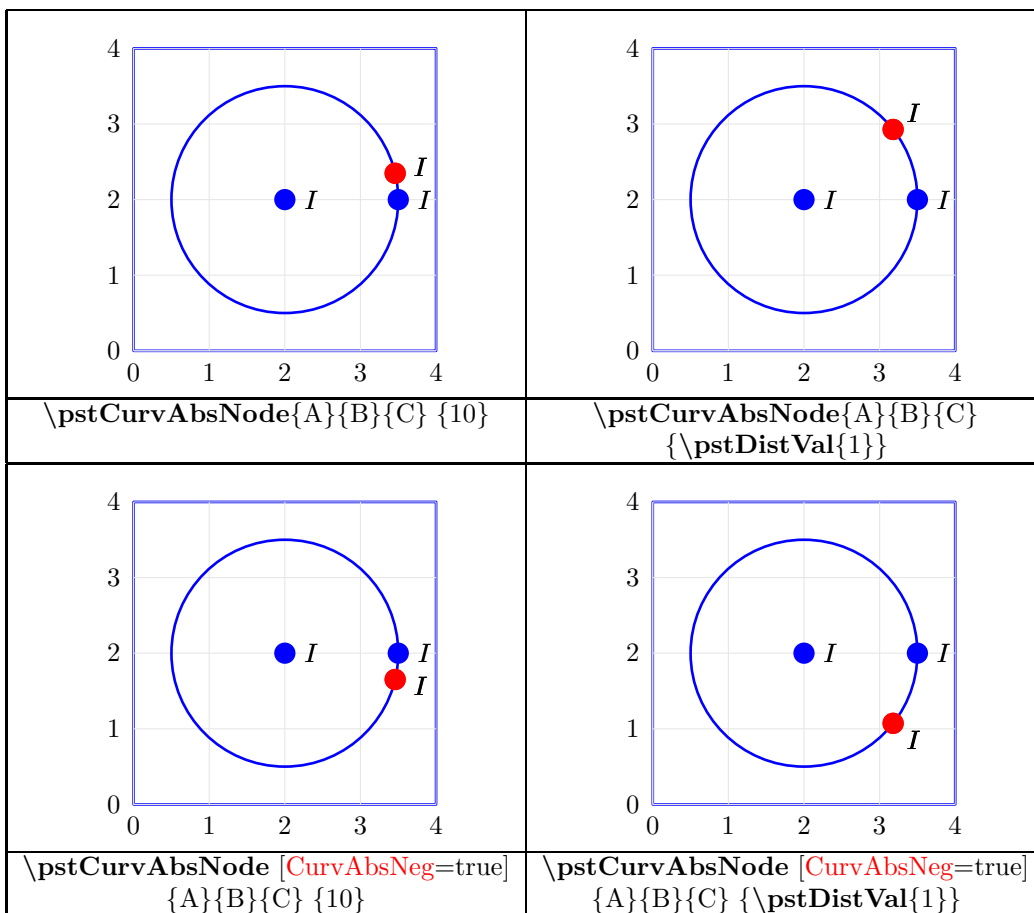 4
3
I
2
I
I
1
0
0 1 2 3 4
4
I
3
2
I
I
1
0
0 1 2 3 4
\pstCurvAbsNode{A}{B}{C} {10}
\pstCurvAbsNode{A}{B}{C}
{\pstDistVal{1}}
4
3
2
I
I
I
1
0
0 1 2 3 4
4
3
2
I
I
1
I
0
0 1 2 3 4
\pstCurvAbsNode [CurvAbsNeg=true]
{A}{B}{C} {10}
\pstCurvAbsNode [CurvAbsNeg=true]
{A}{B}{C} {\pstDistVal{1}}